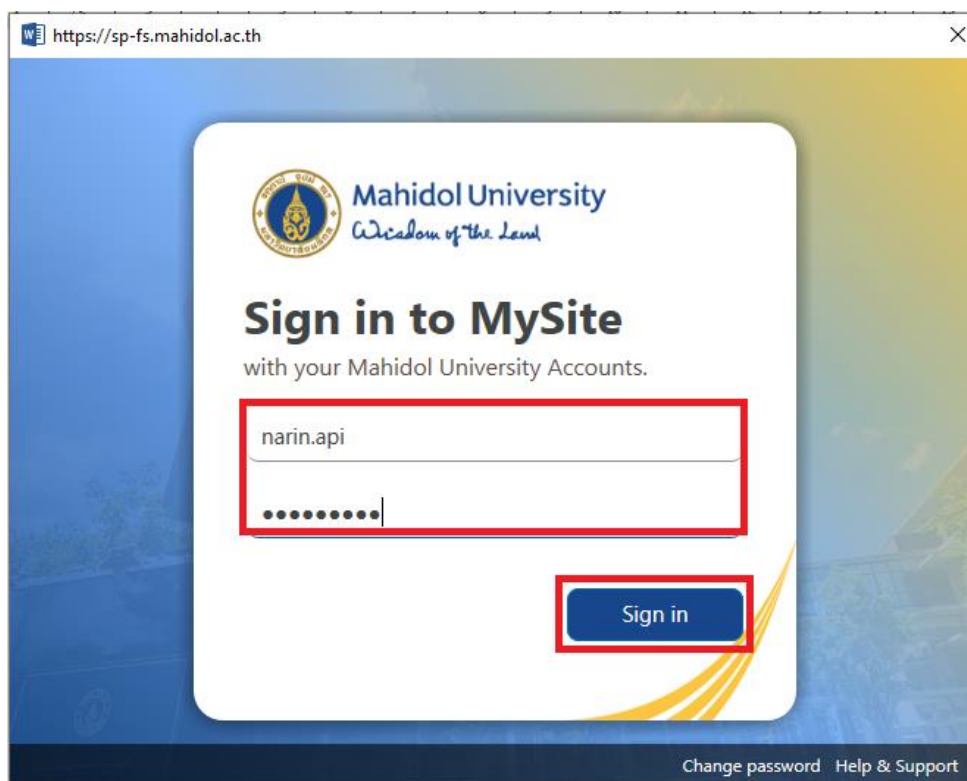 https://sp-fs.mahidol.ac.th
Mahidol University
Wisdom of the Land
Sign in to MySite
with your Mahidol University Accounts.
narin.api
•••••••••
Sign in
Change password Help & Support